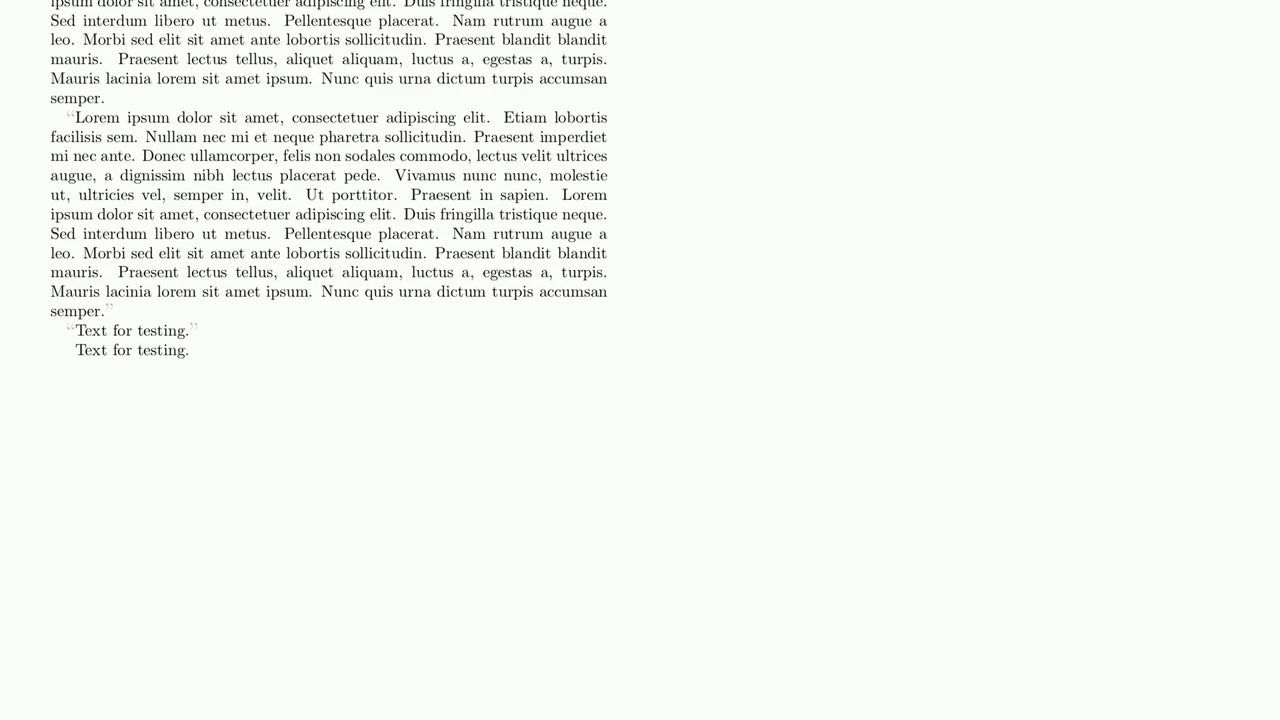 ipsum dolor sit amet, consectetuer adipiscing elit. Duis fringilla tristique neque.
Sed interdum libero ut metus. Pellentesque placerat. Nam rutrum augue a
leo. Morbi sed elit sit amet ante lobortis sollicitudin. Praesent blandit blandit
mauris. Praesent lectus tellus, aliquet aliquam, luctus a, egestas a, turpis.
Mauris lacinia lorem sit amet ipsum. Nunc quis urna dictum turpis accumsan
semper.
“Lorem ipsum dolor sit amet, consectetuer adipiscing elit. Etiam lobortis
facilisis sem. Nullam nec mi et neque pharetra sollicitudin. Praesent imperdiet
mi nec ante. Donec ullamcorper, felis non sodales commodo, lectus velit ultrices
augue, a dignissim nibh lectus placerat pede. Vivamus nunc nunc, molestie
ut, ultricies vel, semper in, velit. Ut porttitor. Praesent in sapien. Lorem
ipsum dolor sit amet, consectetuer adipiscing elit. Duis fringilla tristique neque.
Sed interdum libero ut metus. Pellentesque placerat. Nam rutrum augue a
leo. Morbi sed elit sit amet ante lobortis sollicitudin. Praesent blandit blandit
mauris. Praesent lectus tellus, aliquet aliquam, luctus a, egestas a, turpis.
Mauris lacinia lorem sit amet ipsum. Nunc quis urna dictum turpis accumsan
semper.”
“Text for testing.”
Text for testing.